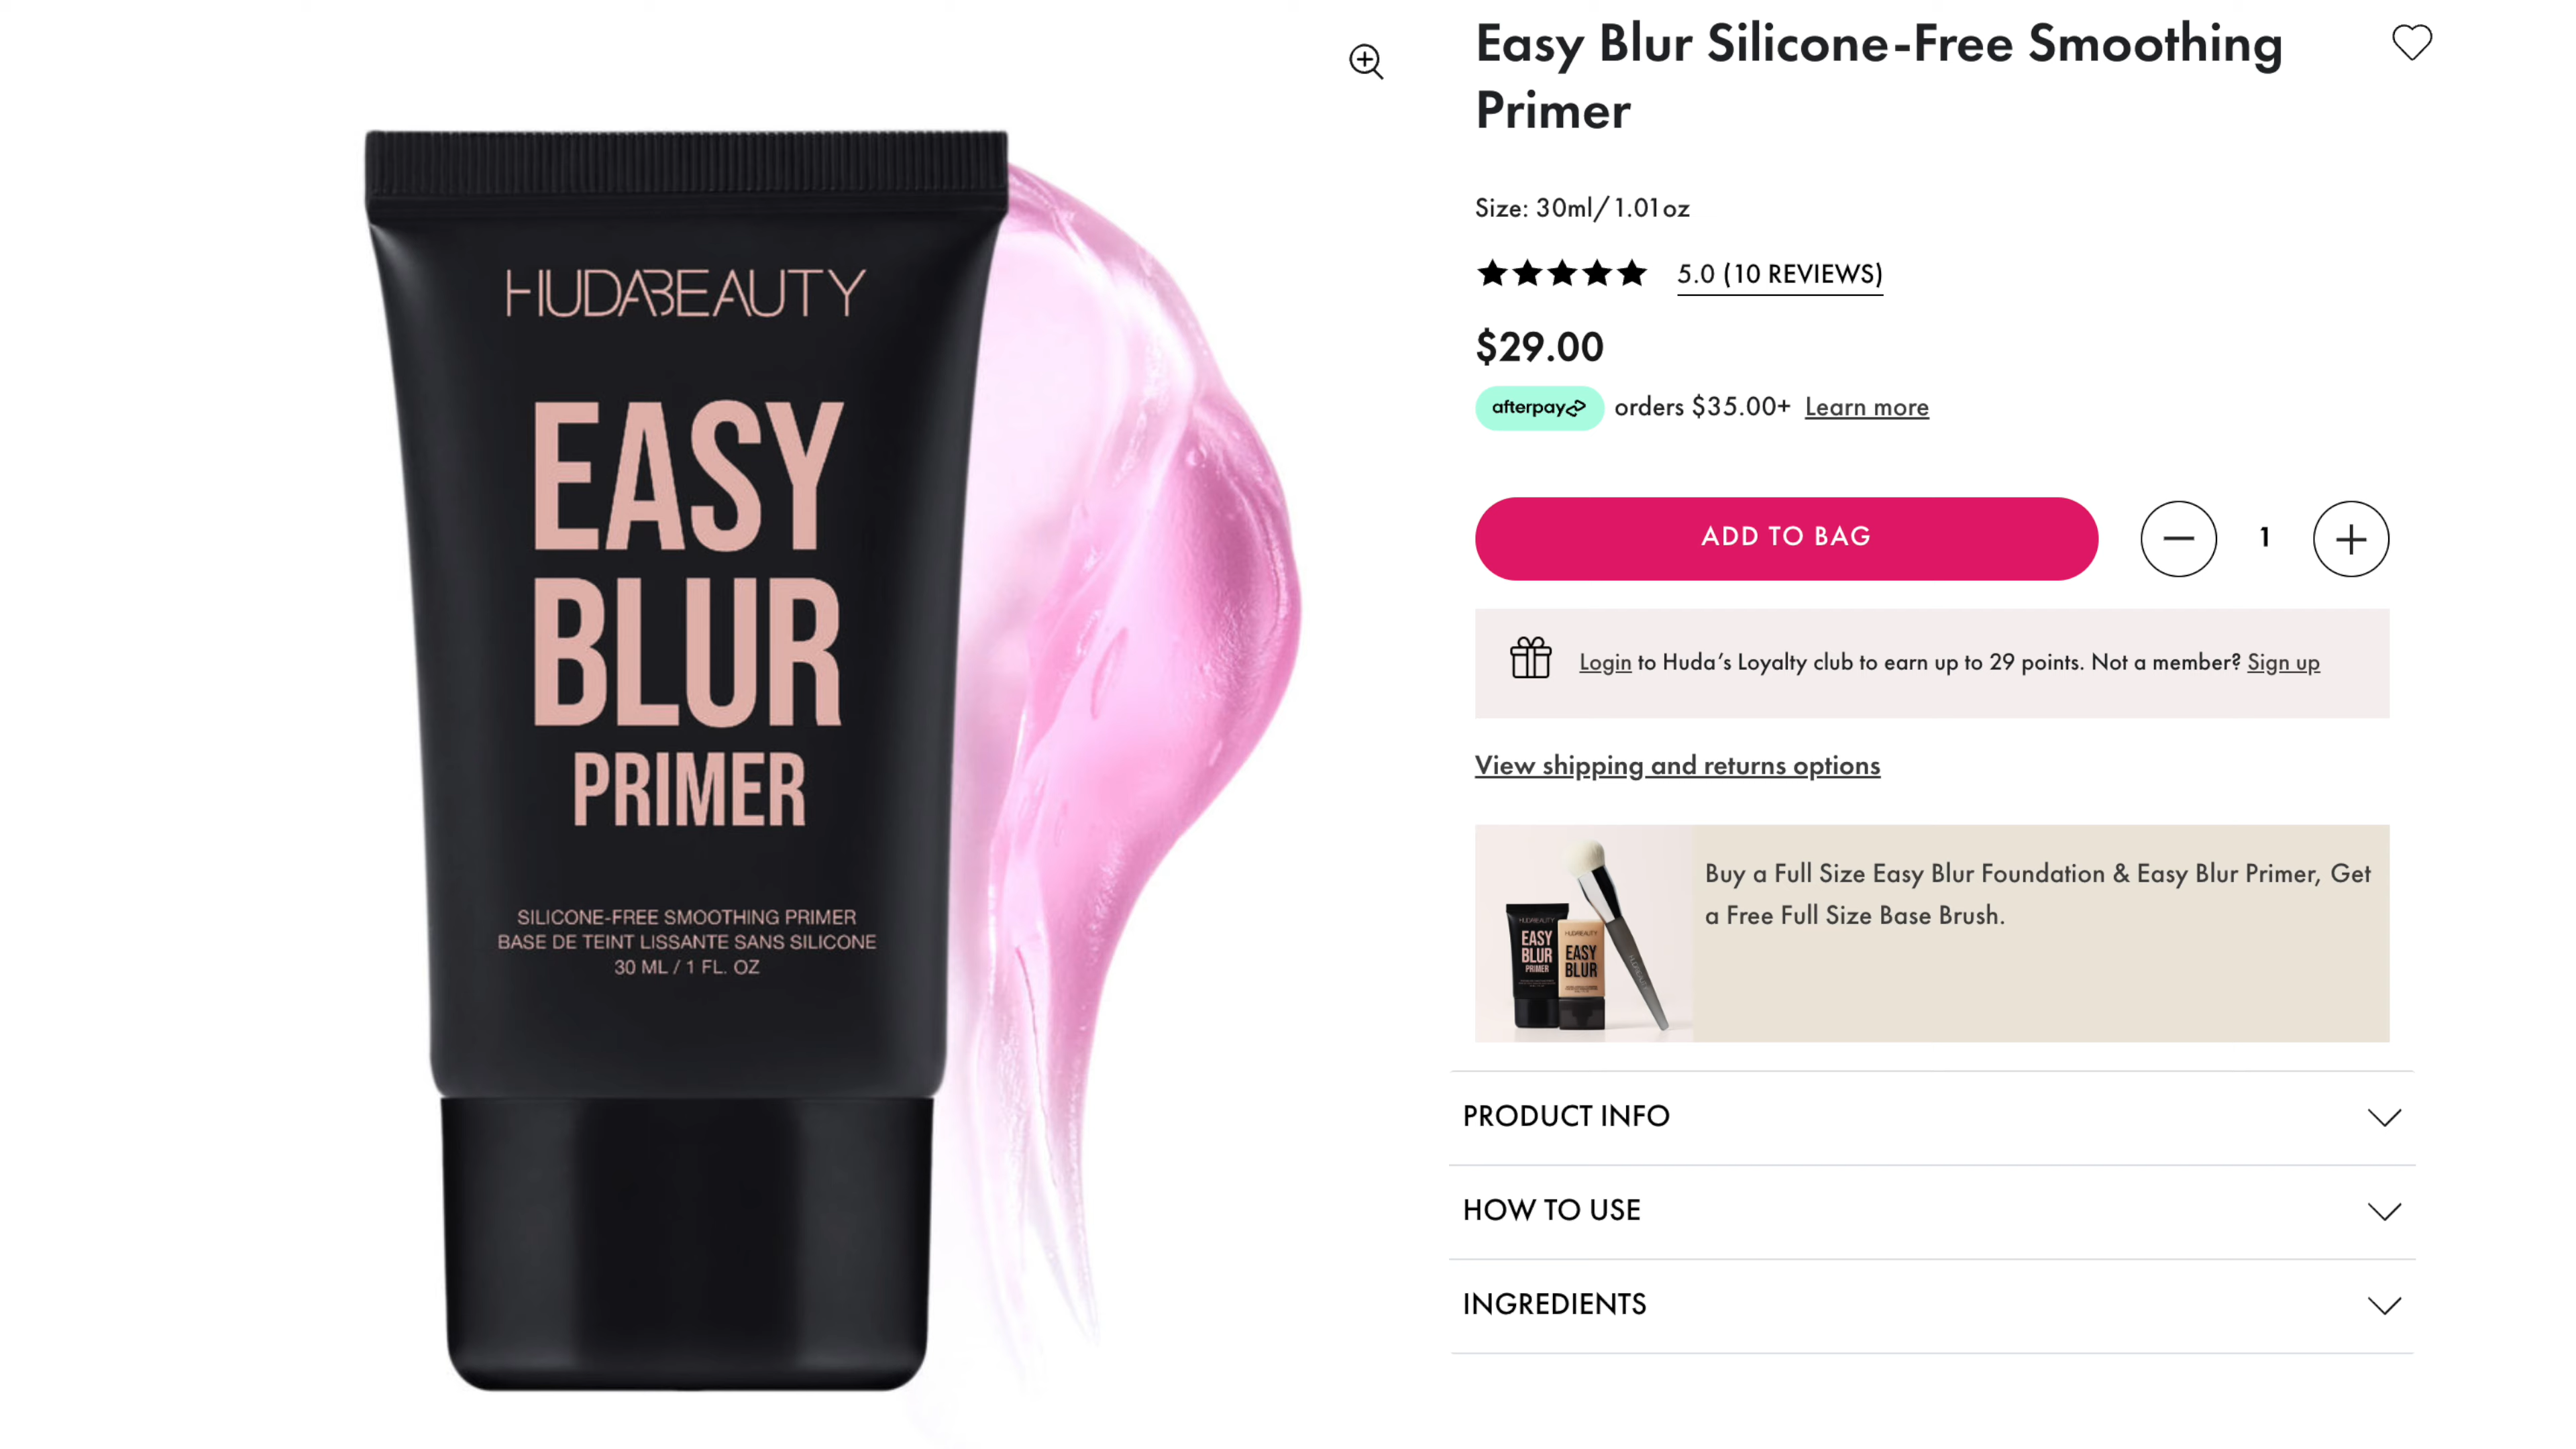 HUDABEAUTY
EASY
BLUR
PRIMER
SILICONE-FREE SMOOTHING PRIMER
BASE DE TEINT LISSANTE SANS SILICONE
30 ML / 1 FL. OZ
Easy Blur Silicone-Free Smoothing
Primer
Size: 30ml/1.01oz
5.0 (10 REVIEWS)
$29.00
afterpay orders $35.00+ Learn more
ADD TO BAG
1
Login to Huda's Loyalty club to earn up to 29 points. Not a member? Sign up
View shipping and returns options
HUDABEAUTY
EASY
BLUR
PRIMER
HUDABEAUTY
EASY
BLUR
Buy a Full Size Easy Blur Foundation & Easy Blur Primer, Get
a Free Full Size Base Brush.
PRODUCT INFO
HOW TO USE
INGREDIENTS